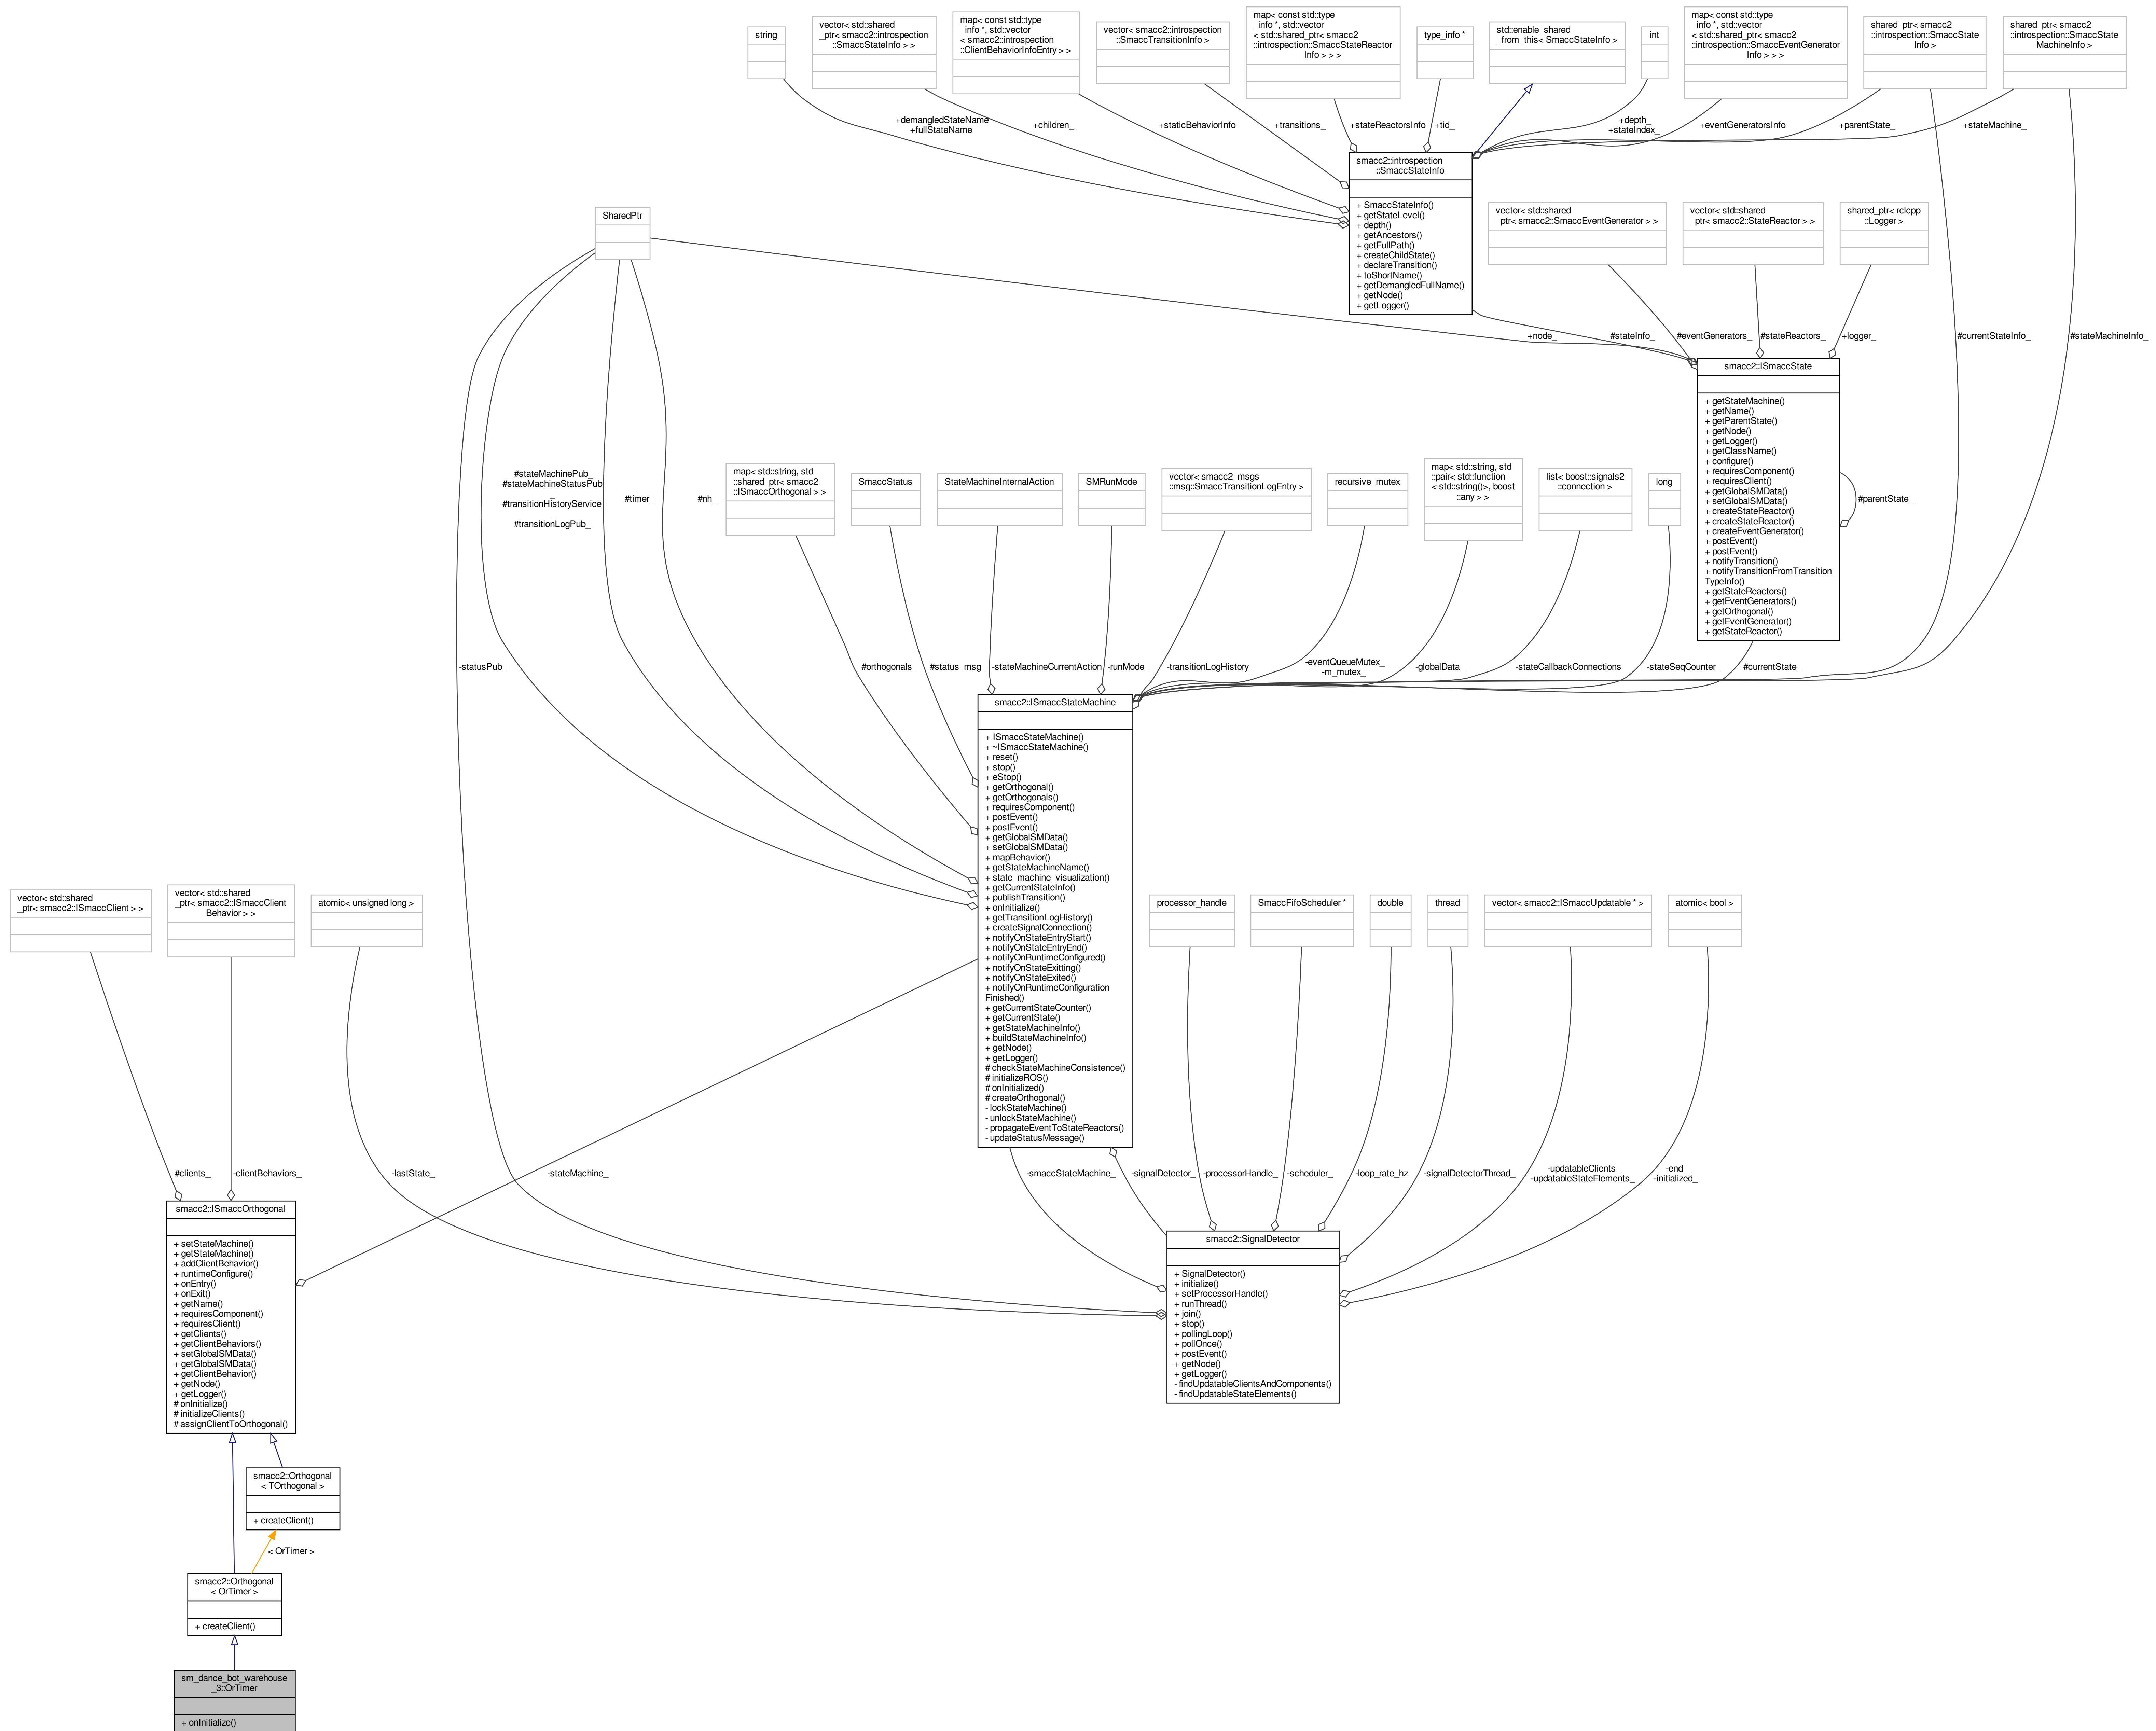 string
vector< std::shared
_ptr< smacc2::introspection
::SmaccStateInfo > >
map< const std::type
_info *, std::vector
< smacc2::introspection
::ClientBehaviorInfoEntry > >
vector< smacc2::introspection
::SmaccTransitionInfo >
map< const std::type
_info *, std::vector
< std::shared_ptr< smacc2
::introspection::SmaccStateReactor
Info > > >
type_info *
std::enable_shared
_from_this< SmaccStateInfo >
int
map< const std::type
_info *, std::vector
< std::shared_ptr< smacc2
::introspection::SmaccEventGenerator
Info > > >
shared_ptr< smacc2
::introspection::SmaccState
Info >
shared_ptr< smacc2
::introspection::SmaccState
MachineInfo >
+demangledStateName
+fullStateName
+children_
+staticBehaviorInfo
+transitions_
+stateReactorsInfo
+tid_
+depth_
+stateIndex_
+eventGeneratorsInfo
+parentState_
+stateMachine_
smacc2::introspection
::SmaccStateInfo
+ SmaccStateInfo()
+ getStateLevel()
+ depth()
+ getAncestors()
+ getFullPath()
+ createChildState()
+ declareTransition()
+ toShortName()
+ getDemangledFullName()
+ getNode()
+ getLogger()
SharedPtr
vector< std::shared
_ptr< smacc2::SmaccEventGenerator > >
vector< std::shared
_ptr< smacc2::StateReactor > >
shared_ptr< rclcpp
::Logger >
+node_
#stateInfo_
#eventGenerators_
#stateReactors_
+logger_
#currentStateInfo_
#stateMachineInfo_
smacc2::ISmaccState
+ getStateMachine()
+ getName()
+ getParentState()
+ getNode()
+ getLogger()
+ getClassName()
+ configure()
+ requiresComponent()
+ requiresClient()
+ getGlobalSMData()
+ setGlobalSMData()
+ createStateReactor()
+ createStateReactor()
+ createEventGenerator()
+ postEvent()
+ postEvent()
+ notifyTransition()
+ notifyTransitionFromTransition
TypeInfo()
+ getStateReactors()
+ getEventGenerators()
+ getOrthogonal()
+ getEventGenerator()
+ getStateReactor()
#parentState_
#stateMachinePub_
#stateMachineStatusPub
_
#transitionHistoryService
_
#transitionLogPub_
#timer_
#nh_
map< std::string, std
::shared_ptr< smacc2
::ISmaccOrthogonal > >
SmaccStatus
StateMachineInternalAction
SMRunMode
vector< smacc2_msgs
::msg::SmaccTransitionLogEntry >
recursive_mutex
map< std::string, std
::pair< std::function
< std::string()>, boost
::any > >
list< boost::signals2
::connection >
long
-statusPub_
#orthogonals_
#status_msg_
-stateMachineCurrentAction
-runMode_
-transitionLogHistory_
-eventQueueMutex_
-m_mutex_
-globalData_
-stateCallbackConnections
-stateSeqCounter_
#currentState_
smacc2::ISmaccStateMachine
+ ISmaccStateMachine()
+ ~ISmaccStateMachine()
+ reset()
+ stop()
+ eStop()
+ getOrthogonal()
+ getOrthogonals()
+ requiresComponent()
+ postEvent()
+ postEvent()
+ getGlobalSMData()
+ setGlobalSMData()
+ mapBehavior()
+ getStateMachineName()
+ state_machine_visualization()
+ getCurrentStateInfo()
+ publishTransition()
+ onInitialize()
+ getTransitionLogHistory()
+ createSignalConnection()
+ notifyOnStateEntryStart()
+ notifyOnStateEntryEnd()
+ notifyOnRuntimeConfigured()
+ notifyOnStateExitting()
+ notifyOnStateExited()
+ notifyOnRuntimeConfiguration
Finished()
+ getCurrentStateCounter()
+ getCurrentState()
+ getStateMachineInfo()
+ buildStateMachineInfo()
+ getNode()
+ getLogger()
# checkStateMachineConsistence()
# initializeROS()
# onInitialized()
# createOrthogonal()
- lockStateMachine()
- unlockStateMachine()
- propagateEventToStateReactors()
- updateStatusMessage()
vector< std::shared
_ptr< smacc2::ISmaccClient > >
vector< std::shared
_ptr< smacc2::ISmaccClient
Behavior > >
atomic< unsigned long >
processor_handle
SmaccFifoScheduler *
double
thread
vector< smacc2::ISmaccUpdatable * >
atomic< bool >
#clients_
-clientBehaviors_
-lastState_
-stateMachine_
-smaccStateMachine_
-signalDetector_
-processorHandle_
-scheduler_
-loop_rate_hz
-signalDetectorThread_
-updatableClients_
-updatableStateElements_
-end_
-initialized_
smacc2::ISmaccOrthogonal
+ setStateMachine()
+ getStateMachine()
+ addClientBehavior()
+ runtimeConfigure()
+ onEntry()
+ onExit()
+ getName()
+ requiresComponent()
+ requiresClient()
+ getClients()
+ getClientBehaviors()
+ setGlobalSMData()
+ getGlobalSMData()
+ getClientBehavior()
+ getNode()
+ getLogger()
# onInitialize()
# initializeClients()
# assignClientToOrthogonal()
smacc2::SignalDetector
+ SignalDetector()
+ initialize()
+ setProcessorHandle()
+ runThread()
+ join()
+ stop()
+ pollingLoop()
+ pollOnce()
+ postEvent()
+ getNode()
+ getLogger()
- findUpdatableClientsAndComponents()
- findUpdatableStateElements()
smacc2::Orthogonal
< TOrthogonal >
+ createClient()
< OrTimer >
smacc2::Orthogonal
< OrTimer >
+ createClient()
sm_dance_bot_warehouse
_3::OrTimer
+ onInitialize()